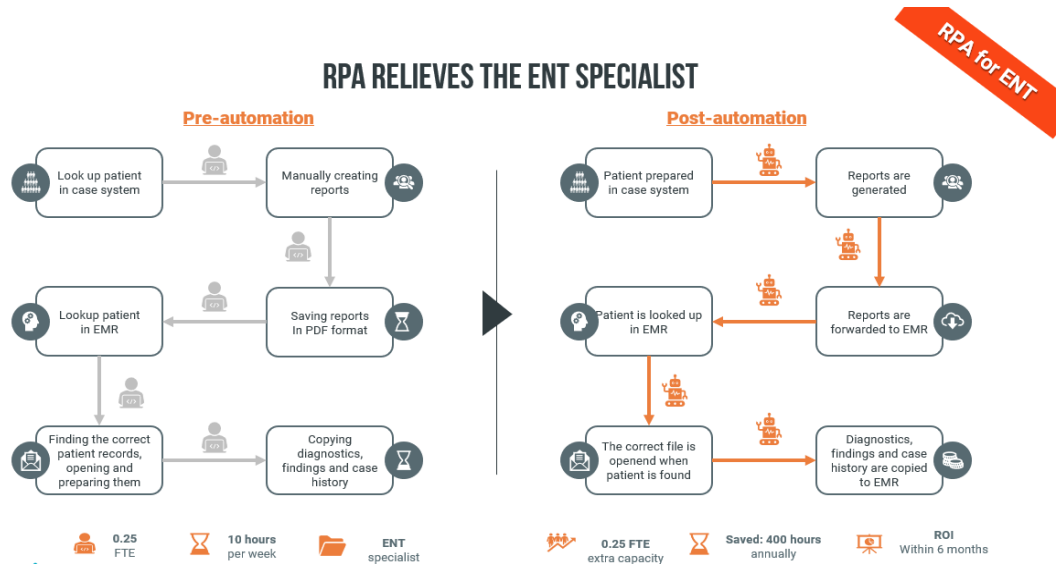 RPA for ENT
RPA RELIEVES THE ENT SPECIALIST
Pre-automation
Look up patient
in case system
Manually creating
reports
Saving reports
In PDF format
Lookup patient
in EMR
Finding the correct
patient records,
opening and
preparing them
Copying
diagnostics,
findings and case
history
0.25
FTE
10 hours
per week
ENT
specialist
Post-automation
Patient prepared
in case system
Reports are
generated
Reports are
forwarded to EMR
Patient is looked up
in EMR
The correct file is
openend when
patient is found
Diagnostics,
findings and case
history are copied
to EMR
0.25 FTE
extra capacity
Saved: 400 hours
annually
ROI
Within 6 months